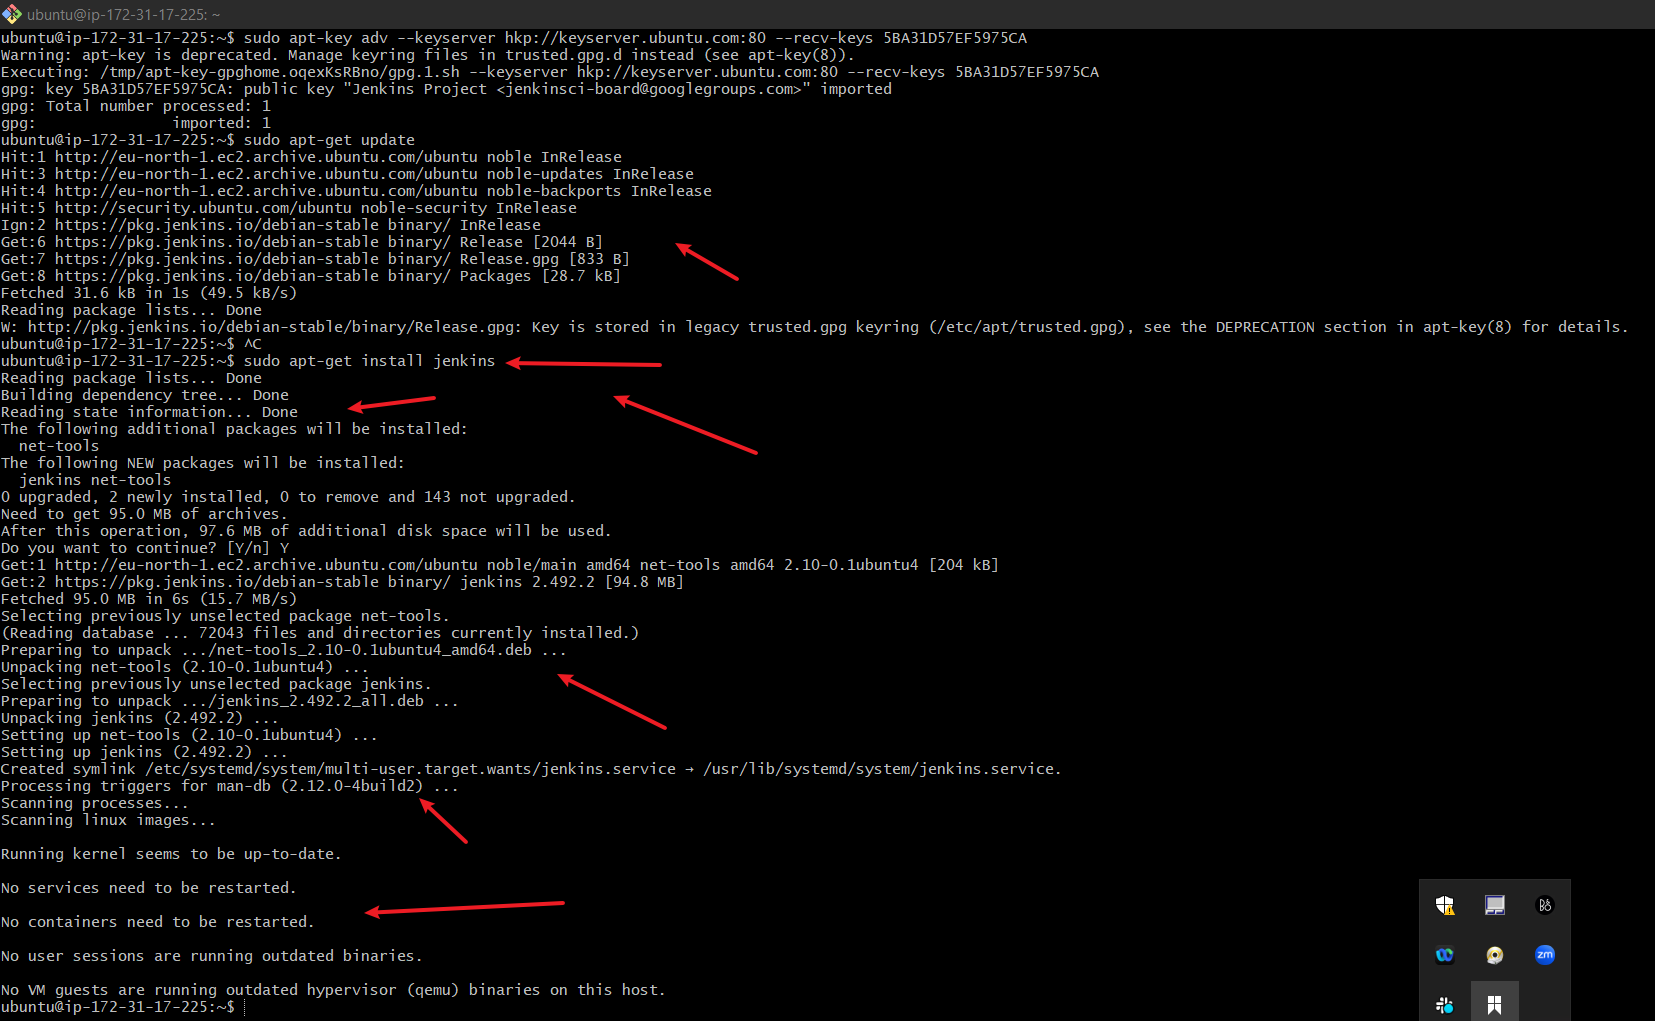 ubuntu@ip-172-31-17-225: ~
ubuntu@ip-172-31-17-225:~$ sudo apt-key adv --keyserver hkp://keyserver.ubuntu.com:80 --recv-keys 5BA31D57EF5975CA
Warning: apt-key is deprecated. Manage keyring files in trusted.gpg.d instead (see apt-key(8)).
Executing: /tmp/apt-key-gpghome.oqexKsRBno/gpg.1.sh --keyserver hkp://keyserver.ubuntu.com:80 --recv-keys 5BA31D57EF5975CA
gpg: key 5BA31D57EF5975CA: public key "Jenkins Project <jenkinsci-board@googlegroups.com>" imported
gpg: Total number processed: 1
gpg:               imported: 1
ubuntu@ip-172-31-17-225:~$ sudo apt-get update
Hit:1 http://eu-north-1.ec2.archive.ubuntu.com/ubuntu noble InRelease
Hit:3 http://eu-north-1.ec2.archive.ubuntu.com/ubuntu noble-updates InRelease
Hit:4 http://eu-north-1.ec2.archive.ubuntu.com/ubuntu noble-backports InRelease
Hit:5 http://security.ubuntu.com/ubuntu noble-security InRelease
Ign:2 https://pkg.jenkins.io/debian-stable binary/ InRelease
Get:6 https://pkg.jenkins.io/debian-stable binary/ Release [2044 B]
Get:7 https://pkg.jenkins.io/debian-stable binary/ Release.gpg [833 B]
Get:8 https://pkg.jenkins.io/debian-stable binary/ Packages [28.7 kB]
Fetched 31.6 kB in 1s (49.5 kB/s)
Reading package lists... Done
W: http://pkg.jenkins.io/debian-stable/binary/Release.gpg: Key is stored in legacy trusted.gpg keyring (/etc/apt/trusted.gpg), see the DEPRECATION section in apt-key(8) for details.
ubuntu@ip-172-31-17-225:~$ ^C
ubuntu@ip-172-31-17-225:~$ sudo apt-get install jenkins
Reading package lists... Done
Building dependency tree... Done
Reading state information... Done
The following additional packages will be installed:
  net-tools
The following NEW packages will be installed:
  jenkins net-tools
0 upgraded, 2 newly installed, 0 to remove and 143 not upgraded.
Need to get 95.0 MB of archives.
After this operation, 97.6 MB of additional disk space will be used.
Do you want to continue? [Y/n] Y
Get:1 http://eu-north-1.ec2.archive.ubuntu.com/ubuntu noble/main amd64 net-tools amd64 2.10-0.1ubuntu4 [204 kB]
Get:2 https://pkg.jenkins.io/debian-stable binary/ jenkins 2.492.2 [94.8 MB]
Fetched 95.0 MB in 6s (15.7 MB/s)
Selecting previously unselected package net-tools.
(Reading database ... 72043 files and directories currently installed.)
Preparing to unpack .../net-tools_2.10-0.1ubuntu4_amd64.deb ...
Unpacking net-tools (2.10-0.1ubuntu4) ...
Selecting previously unselected package jenkins.
Preparing to unpack .../jenkins_2.492.2_all.deb ...
Unpacking jenkins (2.492.2) ...
Setting up net-tools (2.10-0.1ubuntu4) ...
Setting up jenkins (2.492.2) ...
Created symlink /etc/systemd/system/multi-user.target.wants/jenkins.service → /usr/lib/systemd/system/jenkins.service.
Processing triggers for man-db (2.12.0-4build2) ...
Scanning processes...
Scanning linux images...
Running kernel seems to be up-to-date.
No services need to be restarted.
No containers need to be restarted.
No user sessions are running outdated binaries.
No VM guests are running outdated hypervisor (qemu) binaries on this host.
ubuntu@ip-172-31-17-225:~$
zm